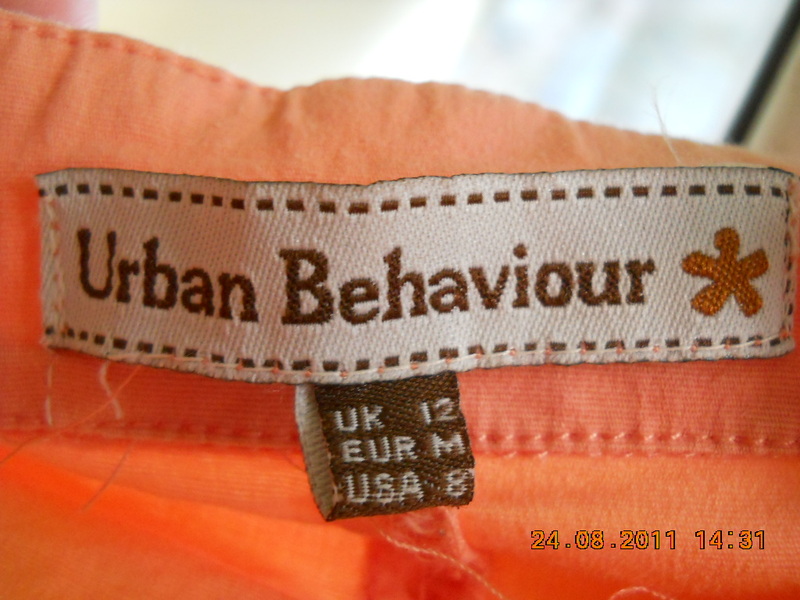 Urban Behaviour
UK 12
EUR M
USA 8
24.08.2011 14:31